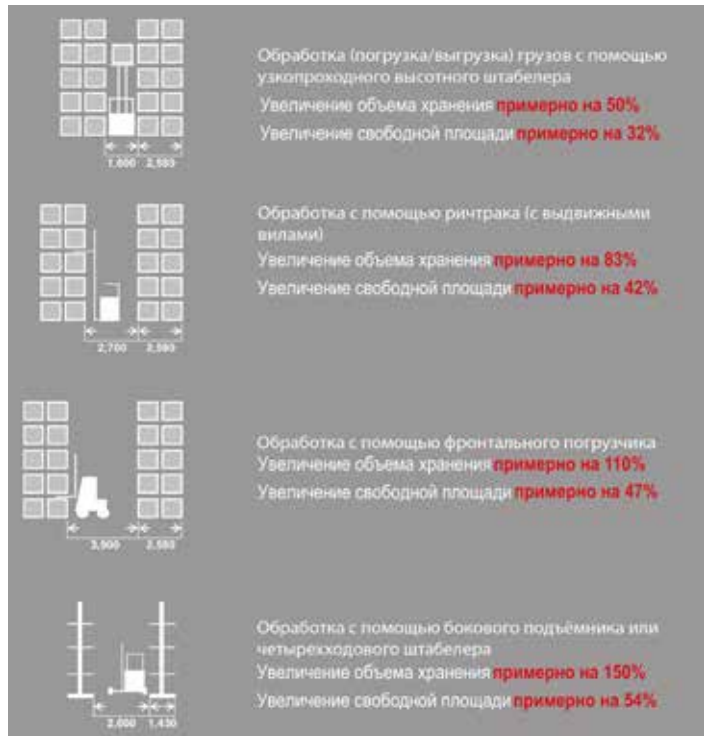 Обработка (погрузка/выгрузка) грузов с помощью
узкопроходного высотного штабелера
Увеличение объема хранения примерно на 50%
Увеличение свободной площади примерно на 32%
1,600 2,580
Обработка с помощью ричтрака (с выдвижными
вилами)
Увеличение объема хранения примерно на 83%
Увеличение свободной площади примерно на 42%
2,700 2,580
Обработка с помощью фронтального погрузчика
Увеличение объема хранения примерно на 110%
Увеличение свободной площади примерно на 47%
3,900 2,580
Обработка с помощью бокового подъёмника или
четырехходового штабелера
Увеличение объема хранения примерно на 150%
Увеличение свободной площади примерно на 54%
2,000 1,430